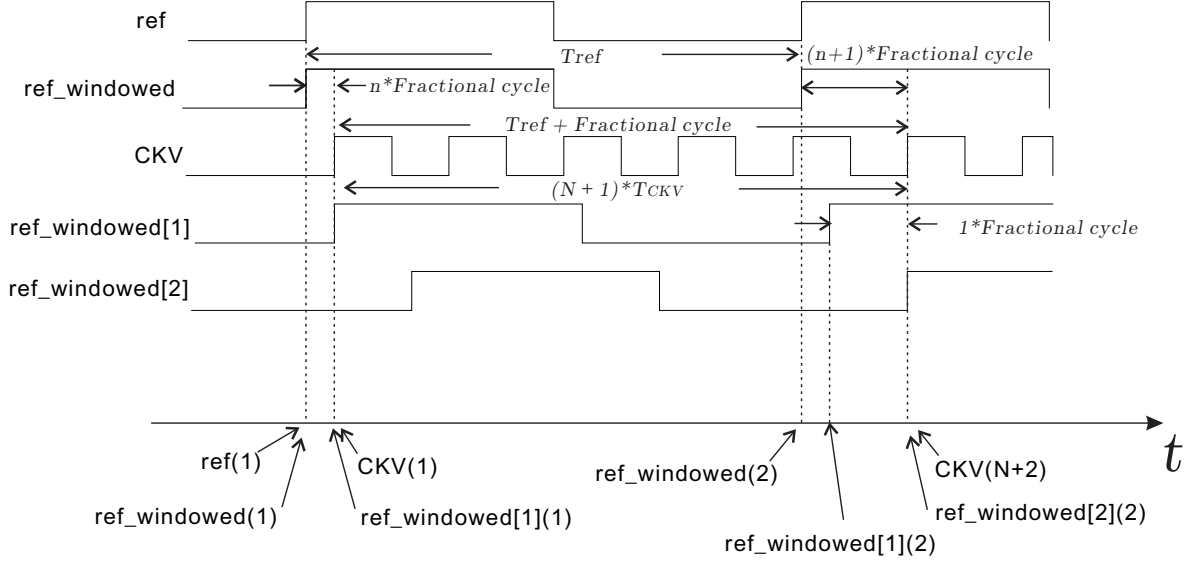 ref
Tref
(n+1)*Fractional cycle
ref_windowed
n*Fractional cycle
Tref + Fractional cycle
CKV
(N + 1)*TCKV
ref_windowed[1]
1*Fractional cycle
ref_windowed[2]
t
ref(1)
CKV(1)
ref_windowed(2)
CKV(N+2)
ref_windowed(1)
ref_windowed[1](1)
ref_windowed[2](2)
ref_windowed[1](2)